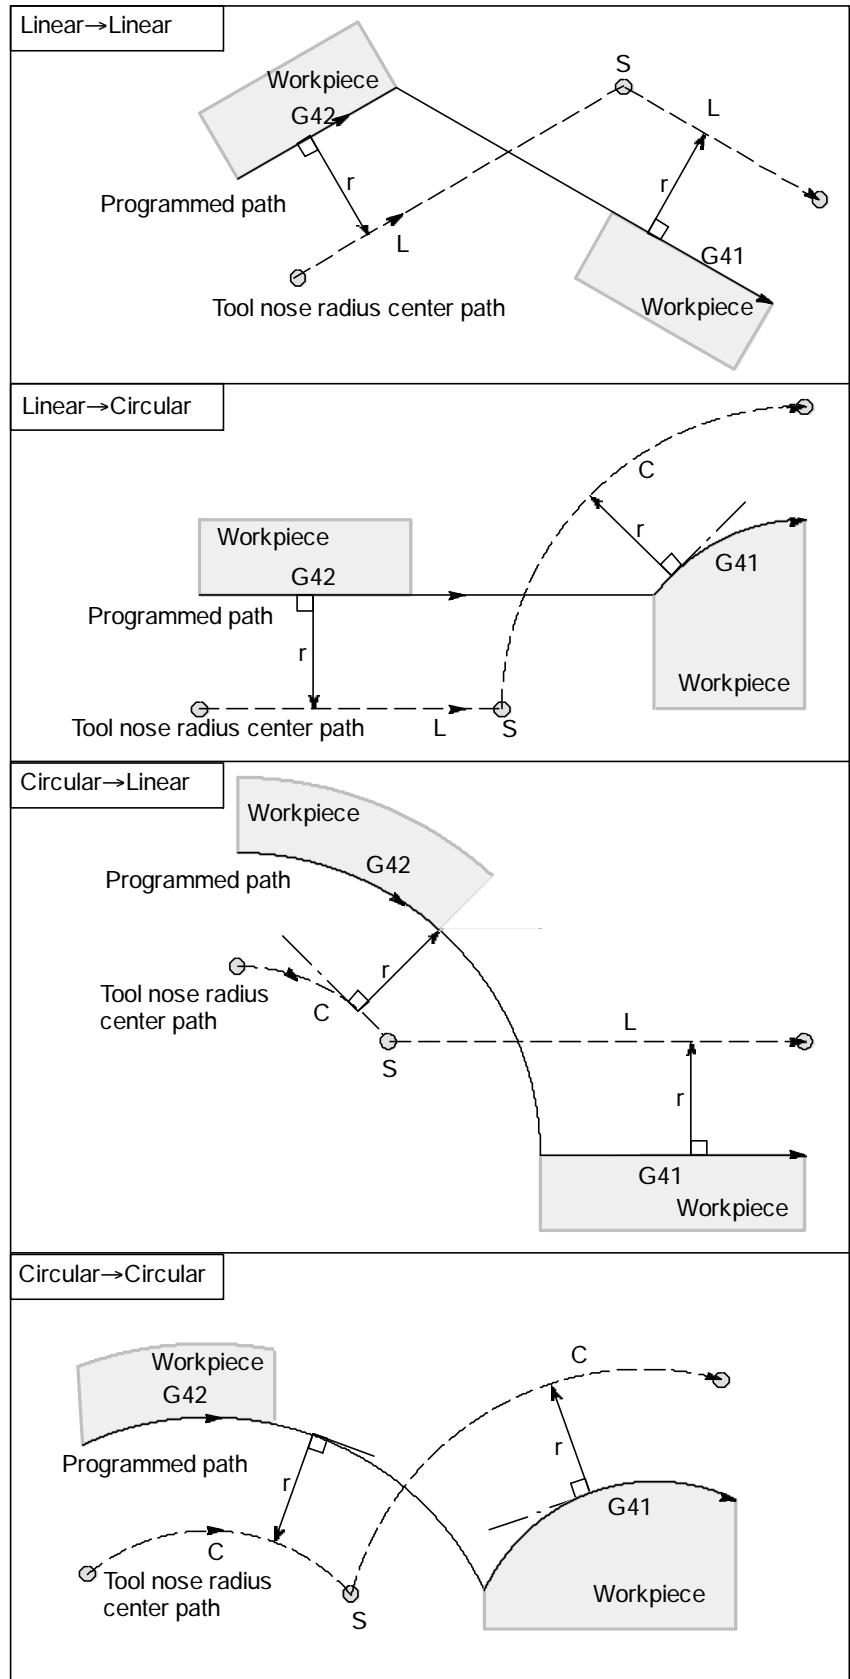 Linear→Linear
S
Workpiece
L
G42
r
r
Programmed path
L
G41
Tool nose radius center path
Workpiece
Linear→Circular
C
Workpiece
r
G41
G42
Programmed path
r
Workpiece
Tool nose radius center path
L
S
Circular→Linear
Workpiece
G42
Programmed path
r
Tool nose radius
center path
C
L
S
r
G41
Workpiece
Circular→Circular
Workpiece
C
G42
Programmed path
r
r
G41
C
Tool nose radius
center path
Workpiece
S